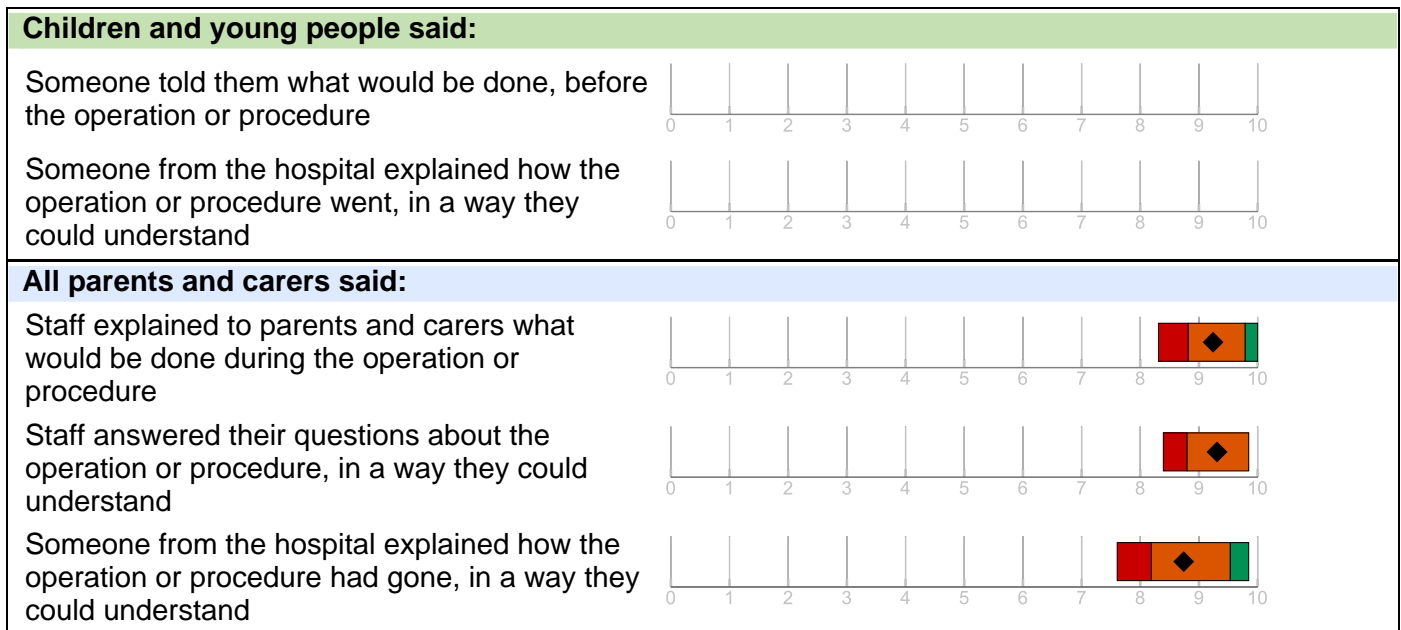 Children and young people said:
Someone told them what would be done, before
the operation or procedure
0 1 2 3 4 5 6 7 8 9 10
Someone from the hospital explained how the
operation or procedure went, in a way they
could understand
0 1 2 3 4 5 6 7 8 9 10
All parents and carers said:
Staff explained to parents and carers what
would be done during the operation or
procedure
0 1 2 3 4 5 6 7 8 9 10
Staff answered their questions about the
operation or procedure, in a way they could
understand
0 1 2 3 4 5 6 7 8 9 10
Someone from the hospital explained how the
operation or procedure had gone, in a way they
could understand
0 1 2 3 4 5 6 7 8 9 10